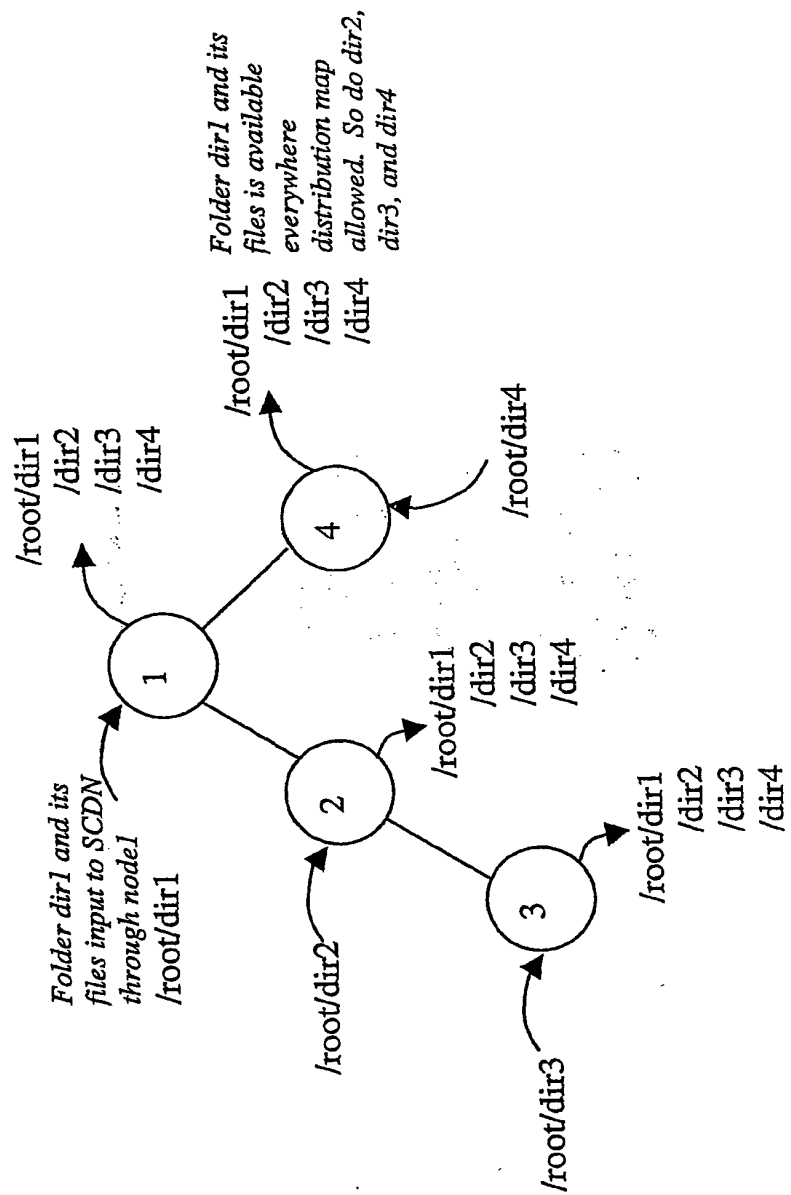 Folder dir1 and its
files input to SCDN
through node1
/root/dir1
/root/dir1
/dir2
/dir3
/dir4
1
/root/dir2
2
/root/dir1
/dir2
/dir3
/dir4
4
/root/dir1
/dir2
/dir3
/dir4
Folder dir1 and its
files is available
everywhere
distribution map
allowed. So do dir2,
dir3, and dir4
/root/dir4
/root/dir3
3
/root/dir1
/dir2
/dir3
/dir4